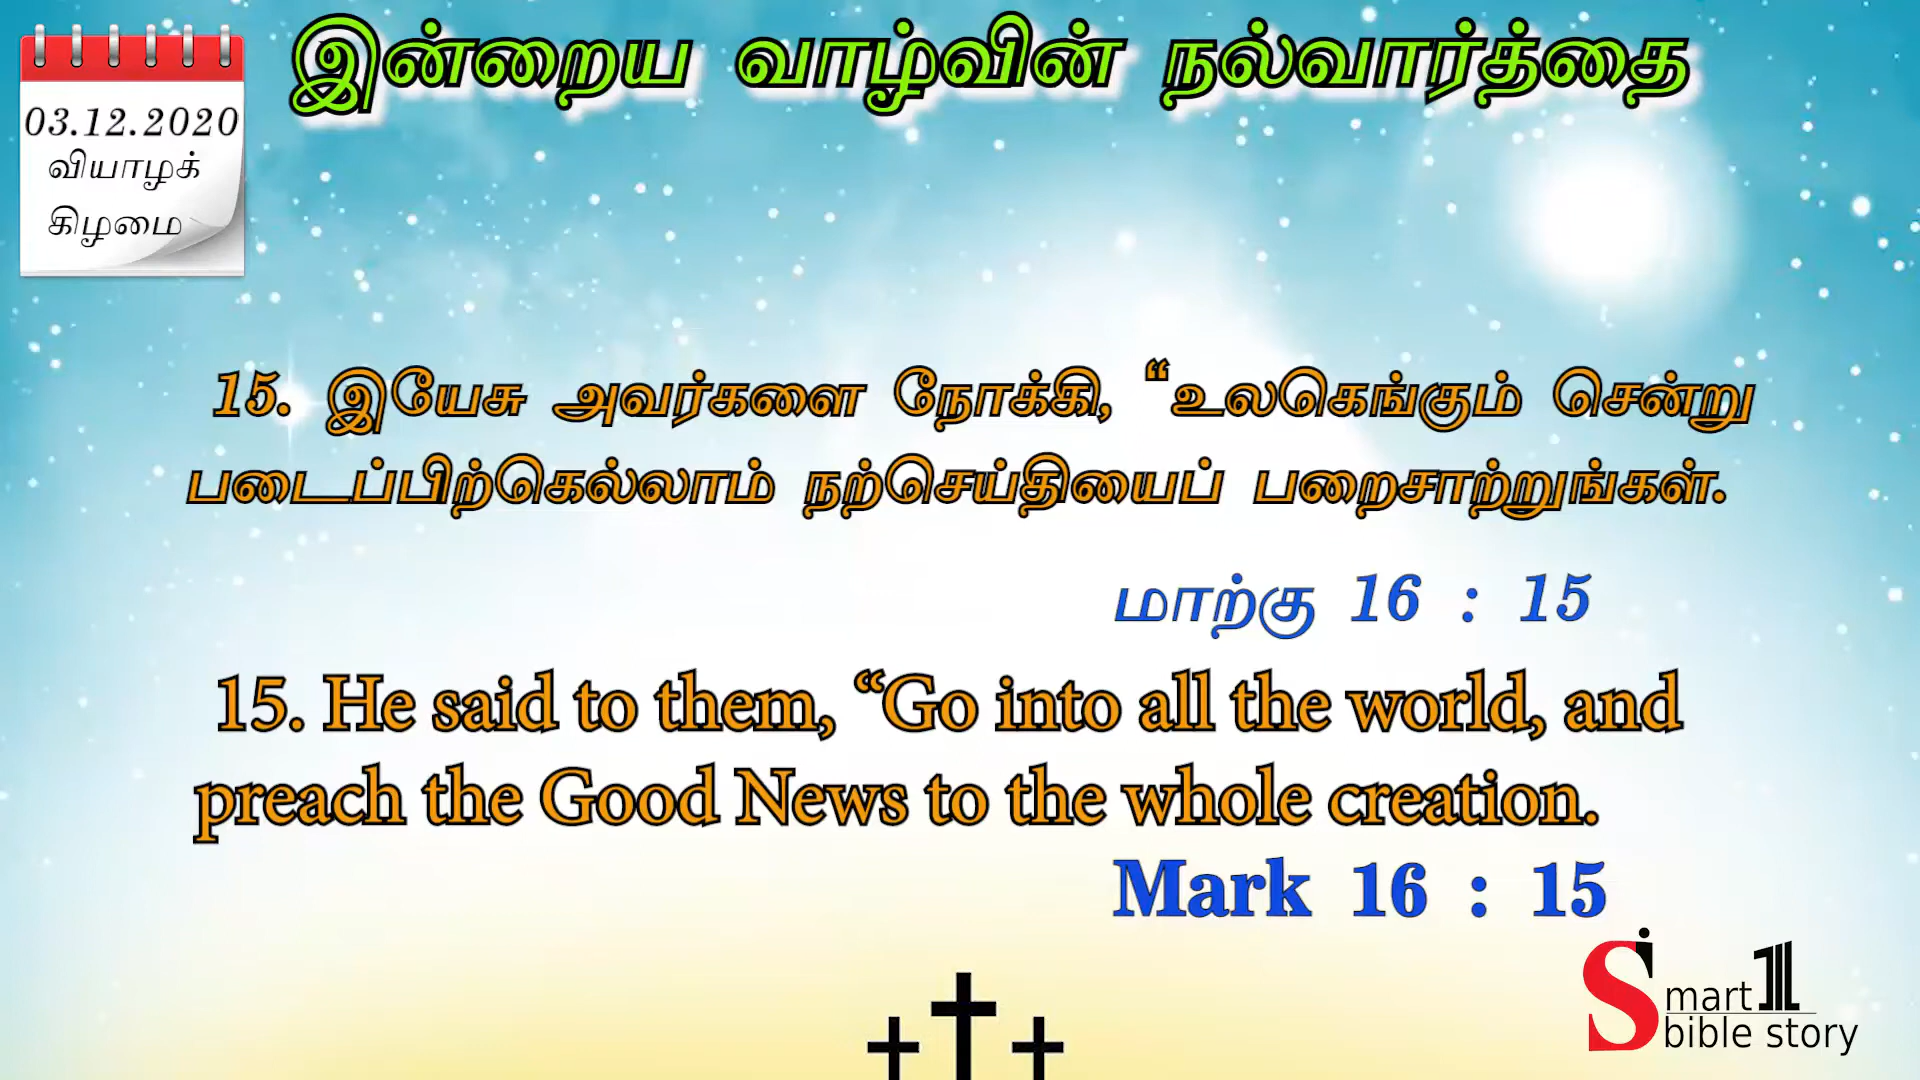 இன்றைய வாழ்வின் நல்வார்த்தை
03.12.2020
வியாழக்
கிழமை
15. இயேசு அவர்களை நோக்கி, “உலகெங்கும் சென்று
படைப்பிற்கெல்லாம் நற்செய்தியைப் பறைசாற்றுங்கள்.
மாற்கு 16 : 15
15. He said to them, “Go into all the world, and
preach the Good News to the whole creation.
Mark 16 : 15
Smart1
bible story